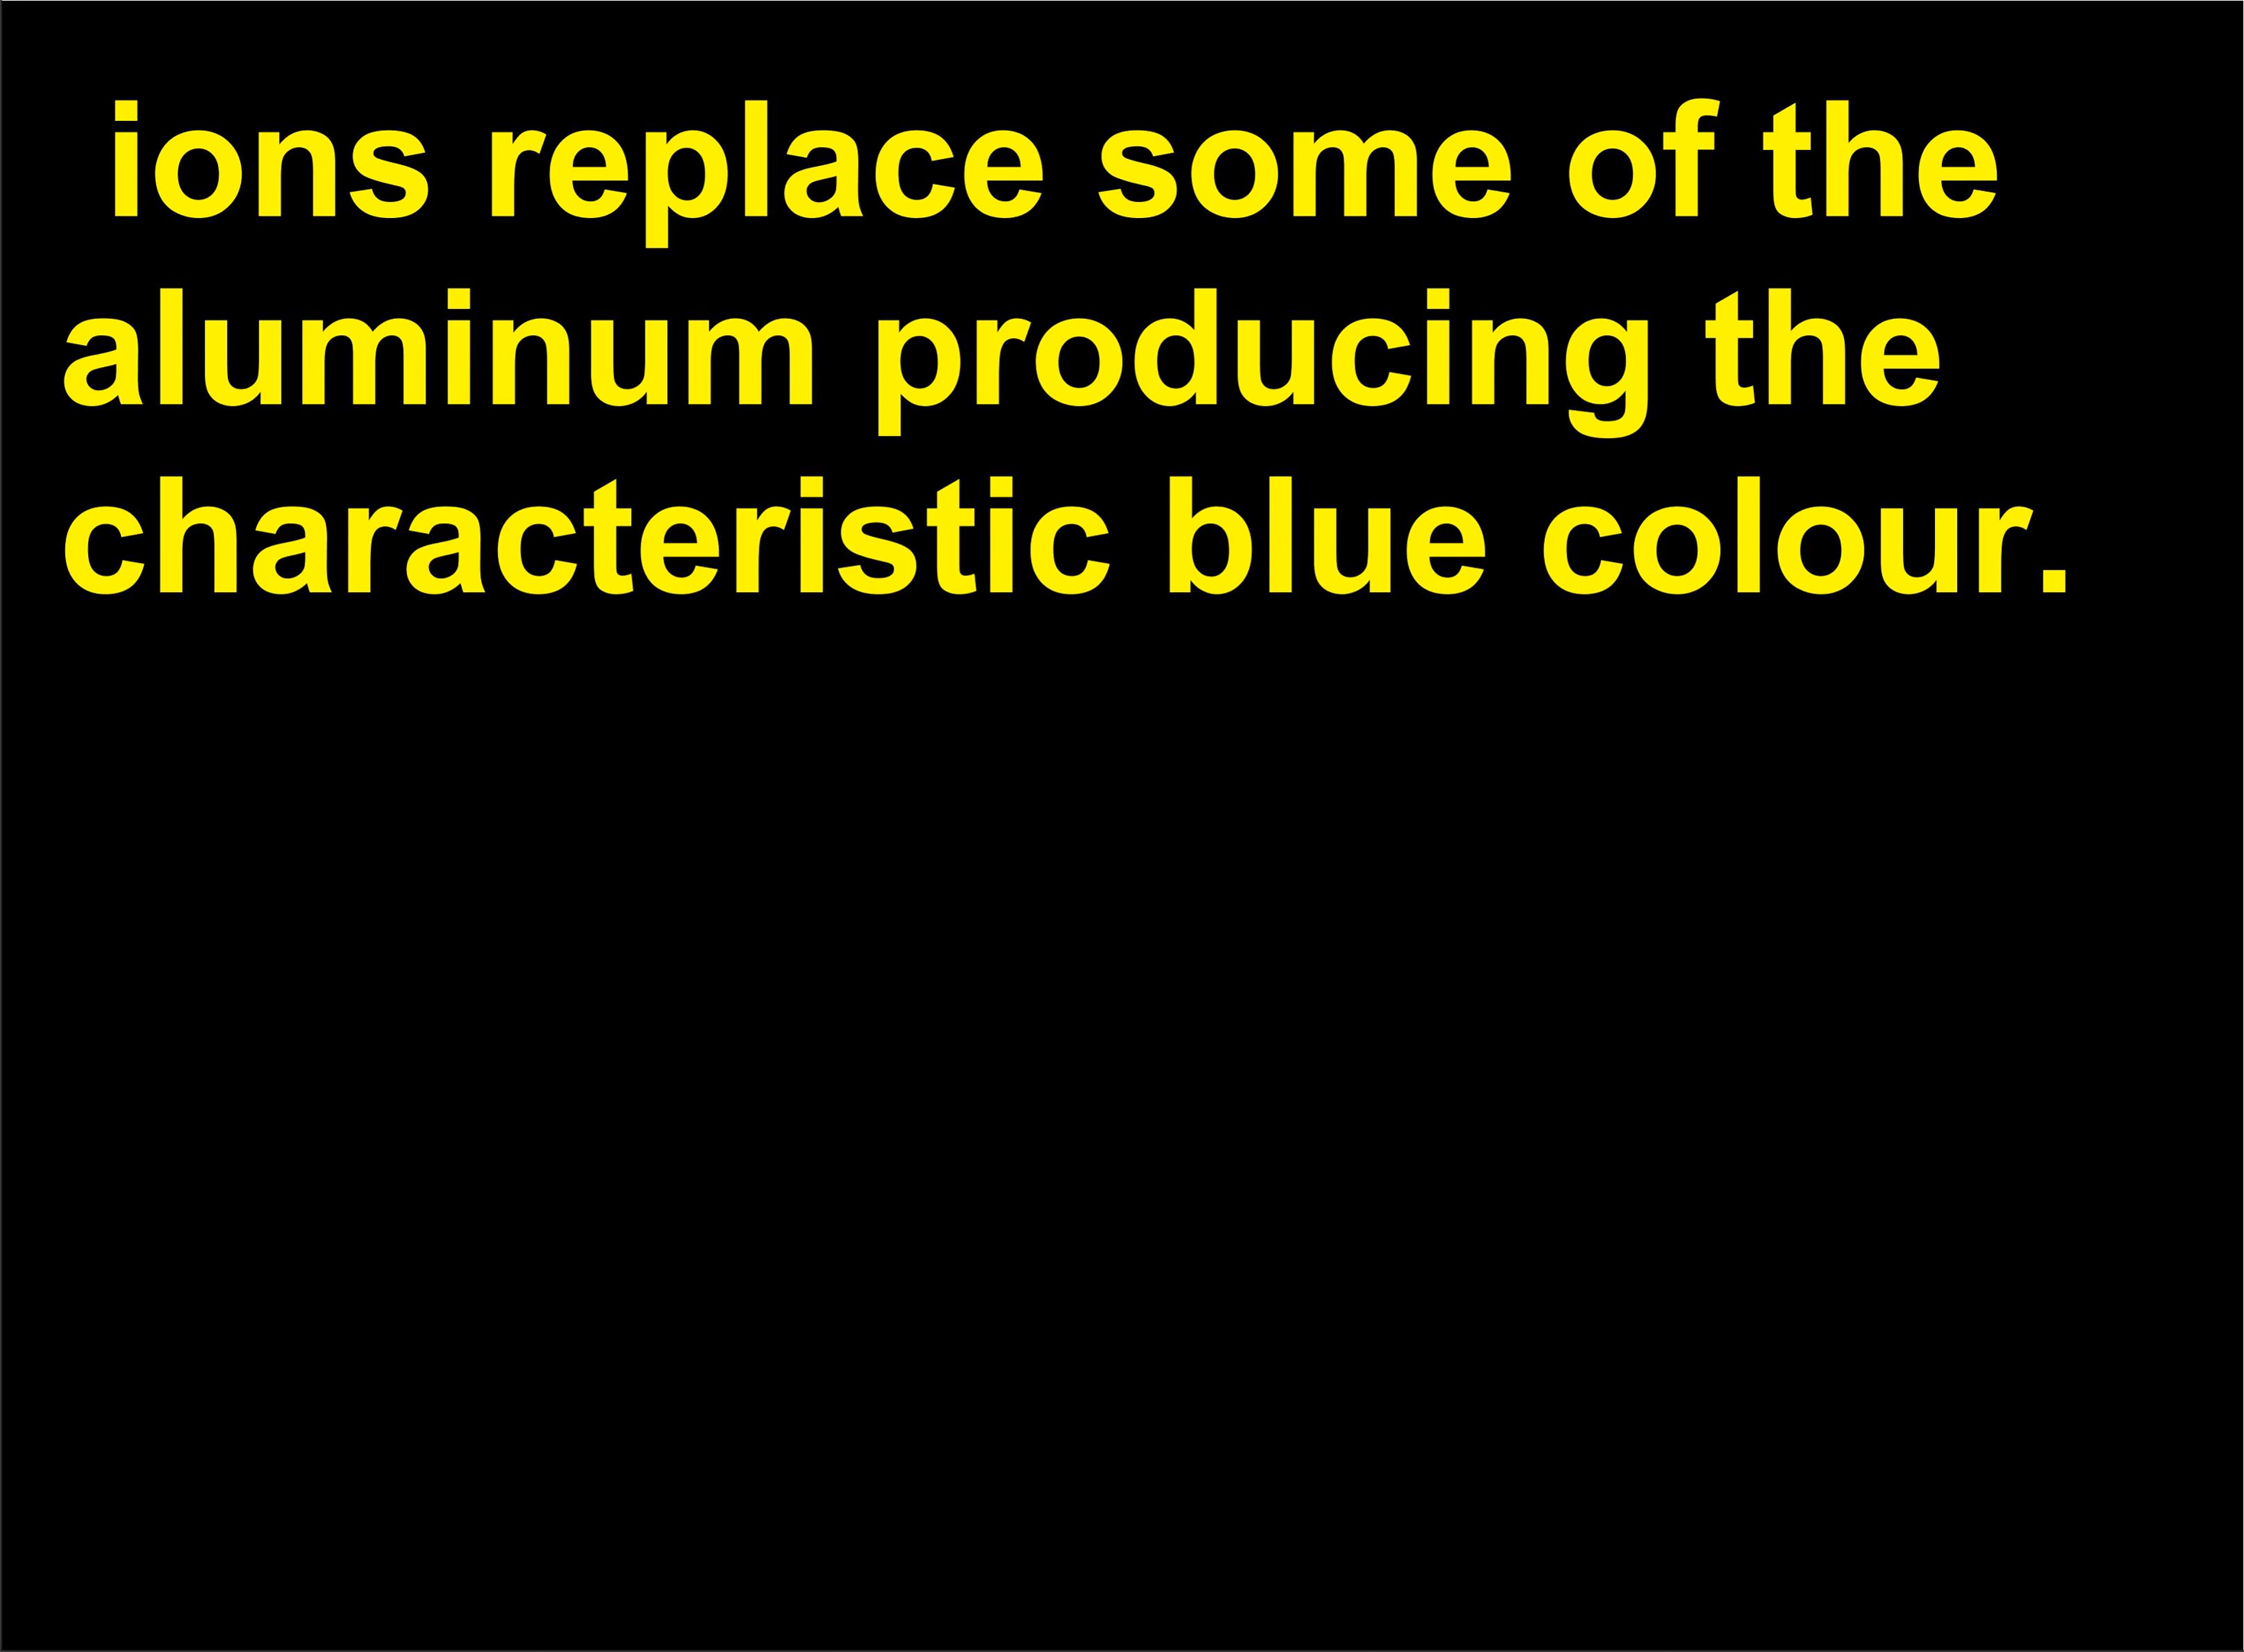 ions replace some of the
aluminum producing the
characteristic blue colour.